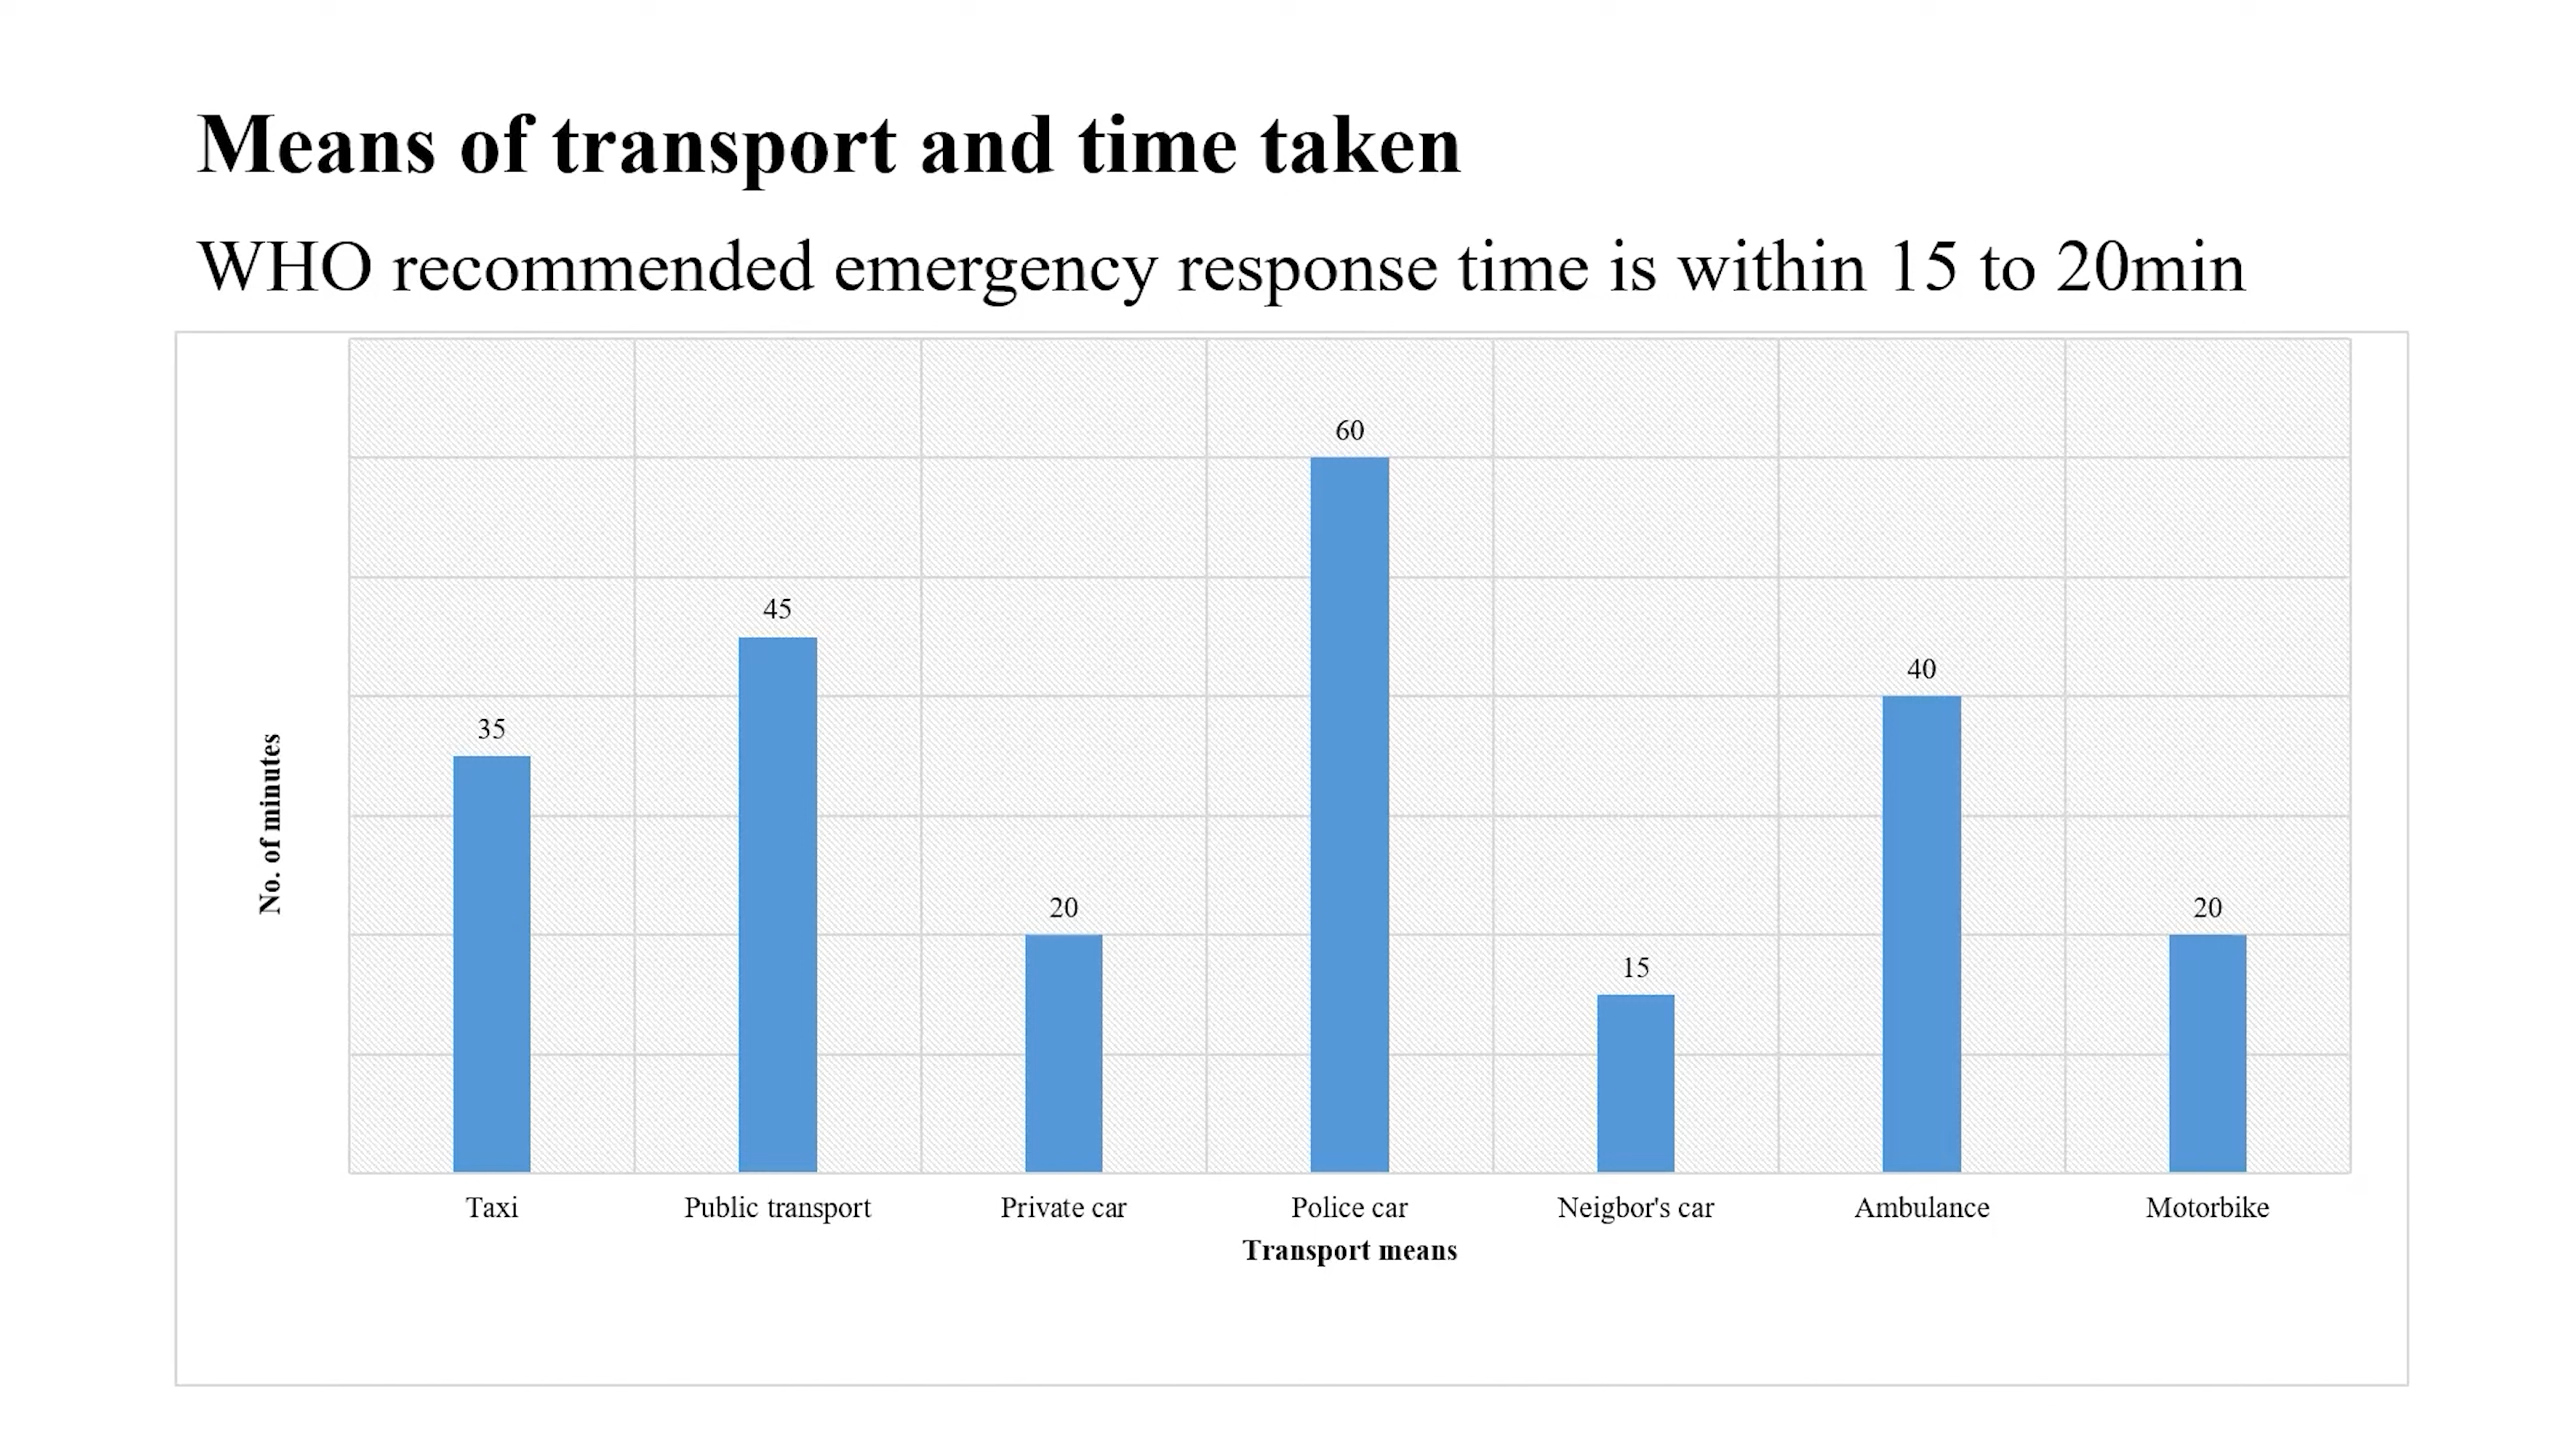 Means of transport and time taken
WHO recommended emergency response time is within 15 to 20min
No. of minutes
35
45
20
60
15
40
20
Taxi
Public transport
Private car
Police car
Neigbor's car
Ambulance
Motorbike
Transport means